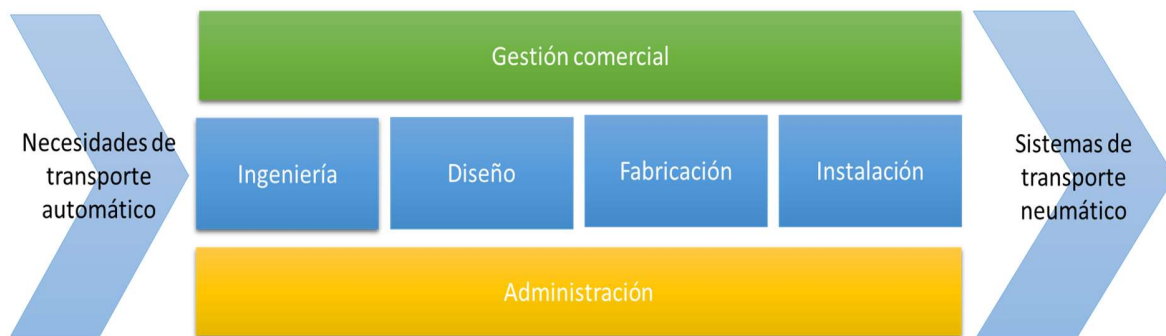 Gestión comercial
Necesidades de
transporte
automático
Ingeniería
Diseño
Fabricación
Instalación
Sistemas de
transporte
neumático
Administración